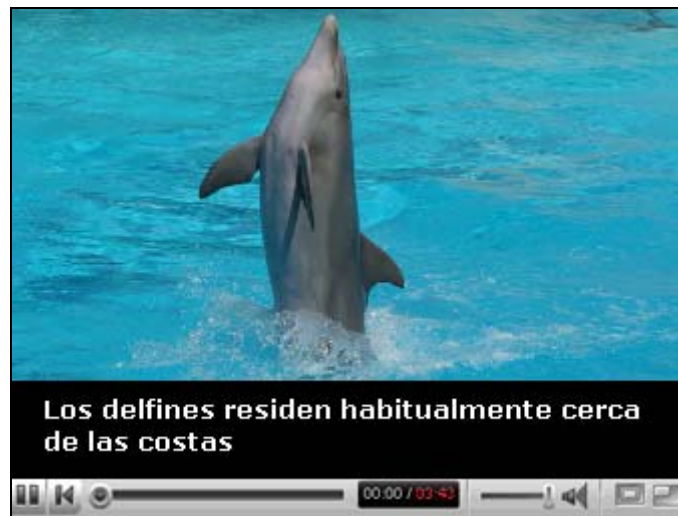 Los delfines residen habitualmente cerca
de las costas
00:00 / 03:43